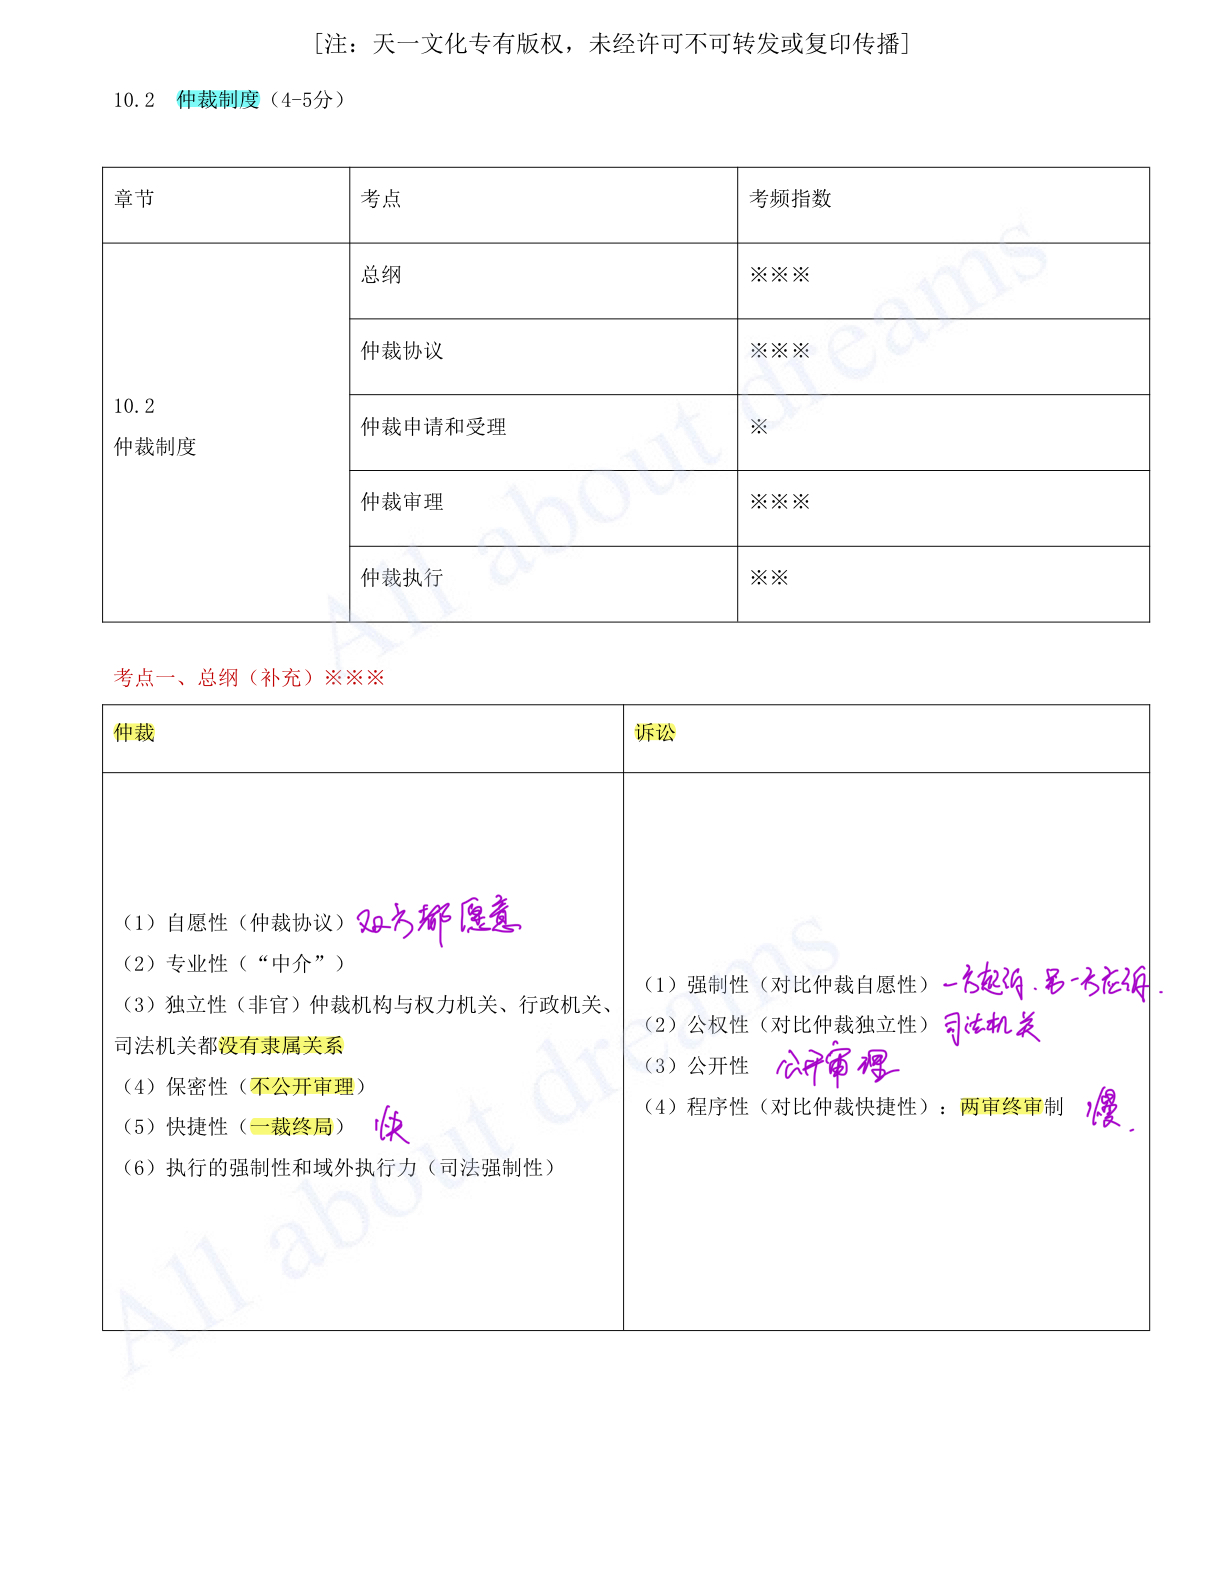 [注：天一文化专有版权，未经许可不可转发或复印传播]
10.2 仲裁制度（4-5分）
章节 考点 考频指数
总纲 ※※※
仲裁协议 ※※※
10.2
仲裁制度
仲裁申请和受理 ※
仲裁审理 ※※※
仲裁执行 ※※
考点一、总纲（补充）※※※
仲裁 诉讼
（1）自愿性（仲裁协议）双方都愿意
（2）专业性（“中介”）
（3）独立性（非官）仲裁机构与权力机关、行政机关、
司法机关都没有隶属关系
（4）保密性（不公开审理）
（5）快捷性（一裁终局） 快
（6）执行的强制性和域外执行力（司法强制性）
（1）强制性（对比仲裁自愿性）一方起诉.另一方应诉.
（2）公权性（对比仲裁独立性）司法机关
（3）公开性 公开审理
（4）程序性（对比仲裁快捷性）：两审终审制 慢.
All about dreams
All about dreams